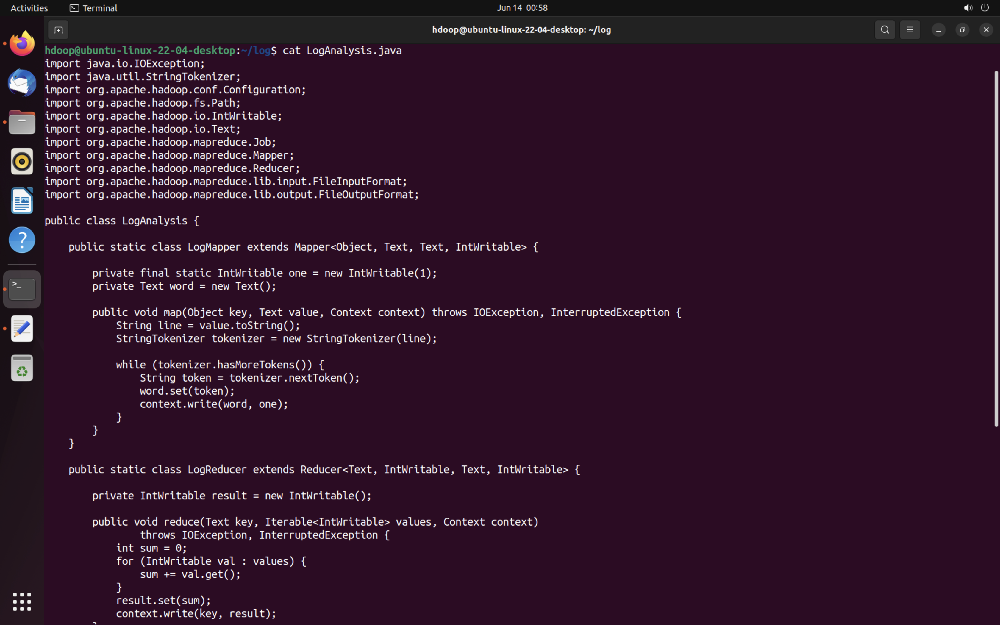 Activities
Terminal
Jun 14 00:58
hdoop@ubuntu-linux-22-04-desktop: ~/log
hdoop@ubuntu-linux-22-04-desktop:~/log$ cat LogAnalysis.java
import java.io.IOException;
import java.util.StringTokenizer;
import org.apache.hadoop.conf.Configuration;
import org.apache.hadoop.fs.Path;
import org.apache.hadoop.io.IntWritable;
import org.apache.hadoop.io.Text;
import org.apache.hadoop.mapreduce.Job;
import org.apache.hadoop.mapreduce.Mapper;
import org.apache.hadoop.mapreduce.Reducer;
import org.apache.hadoop.mapreduce.lib.input.FileInputFormat;
import org.apache.hadoop.mapreduce.lib.output.FileOutputFormat;

public class LogAnalysis {

    public static class LogMapper extends Mapper<Object, Text, Text, IntWritable> {

        private final static IntWritable one = new IntWritable(1);
        private Text word = new Text();

        public void map(Object key, Text value, Context context) throws IOException, InterruptedException {
            String line = value.toString();
            StringTokenizer tokenizer = new StringTokenizer(line);

            while (tokenizer.hasMoreTokens()) {
                String token = tokenizer.nextToken();
                word.set(token);
                context.write(word, one);
            }
        }
    }

    public static class LogReducer extends Reducer<Text, IntWritable, Text, IntWritable> {

        private IntWritable result = new IntWritable();

        public void reduce(Text key, Iterable<IntWritable> values, Context context)
                throws IOException, InterruptedException {
            int sum = 0;
            for (IntWritable val : values) {
                sum += val.get();
            }
            result.set(sum);
            context.write(key, result);
        }